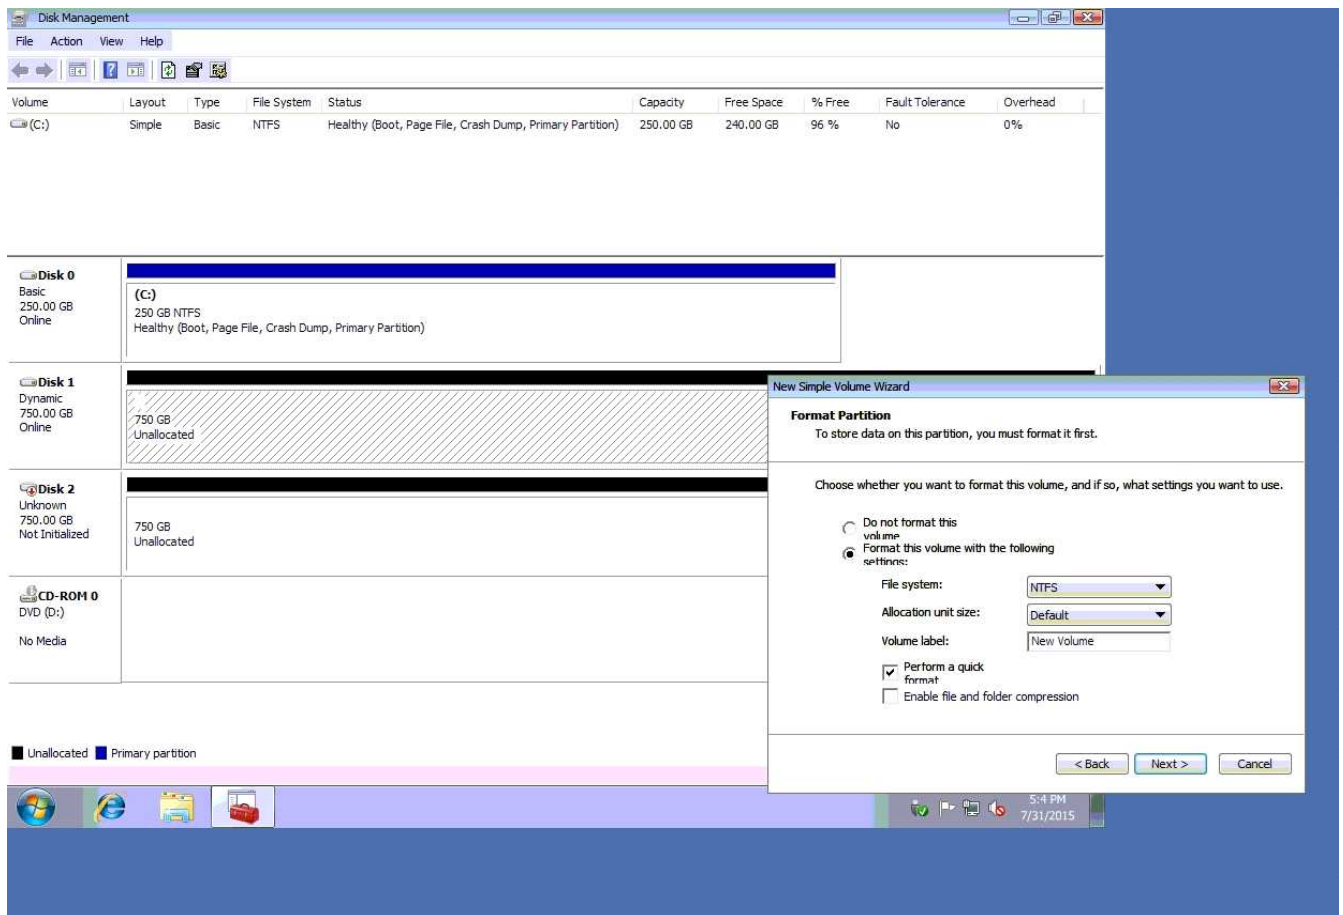 Disk Management
File Action View Help
Volume Layout Type File System Status Capacity Free Space % Free Fault Tolerance Overhead
(C:) Simple Basic NTFS Healthy (Boot, Page File, Crash Dump, Primary Partition) 250.00 GB 240.00 GB 96 % No 0%
Disk 0
Basic
250.00 GB
Online
(C:)
250 GB NTFS
Healthy (Boot, Page File, Crash Dump, Primary Partition)
Disk 1
Dynamic
750.00 GB
Online
750 GB
Unallocated
Disk 2
Unknown
750.00 GB
Not Initialized
750 GB
Unallocated
CD-ROM 0
DVD (D:)
No Media
Unallocated Primary partition
New Simple Volume Wizard
Format Partition
To store data on this partition, you must format it first.
Choose whether you want to format this volume, and if so, what settings you want to use.
Do not format this
volume
Format this volume with the following
settings:
File system: NTFS
Allocation unit size: Default
Volume label: New Volume
Perform a quick
format
Enable file and folder compression
< Back Next > Cancel
5:4 PM
7/31/2015